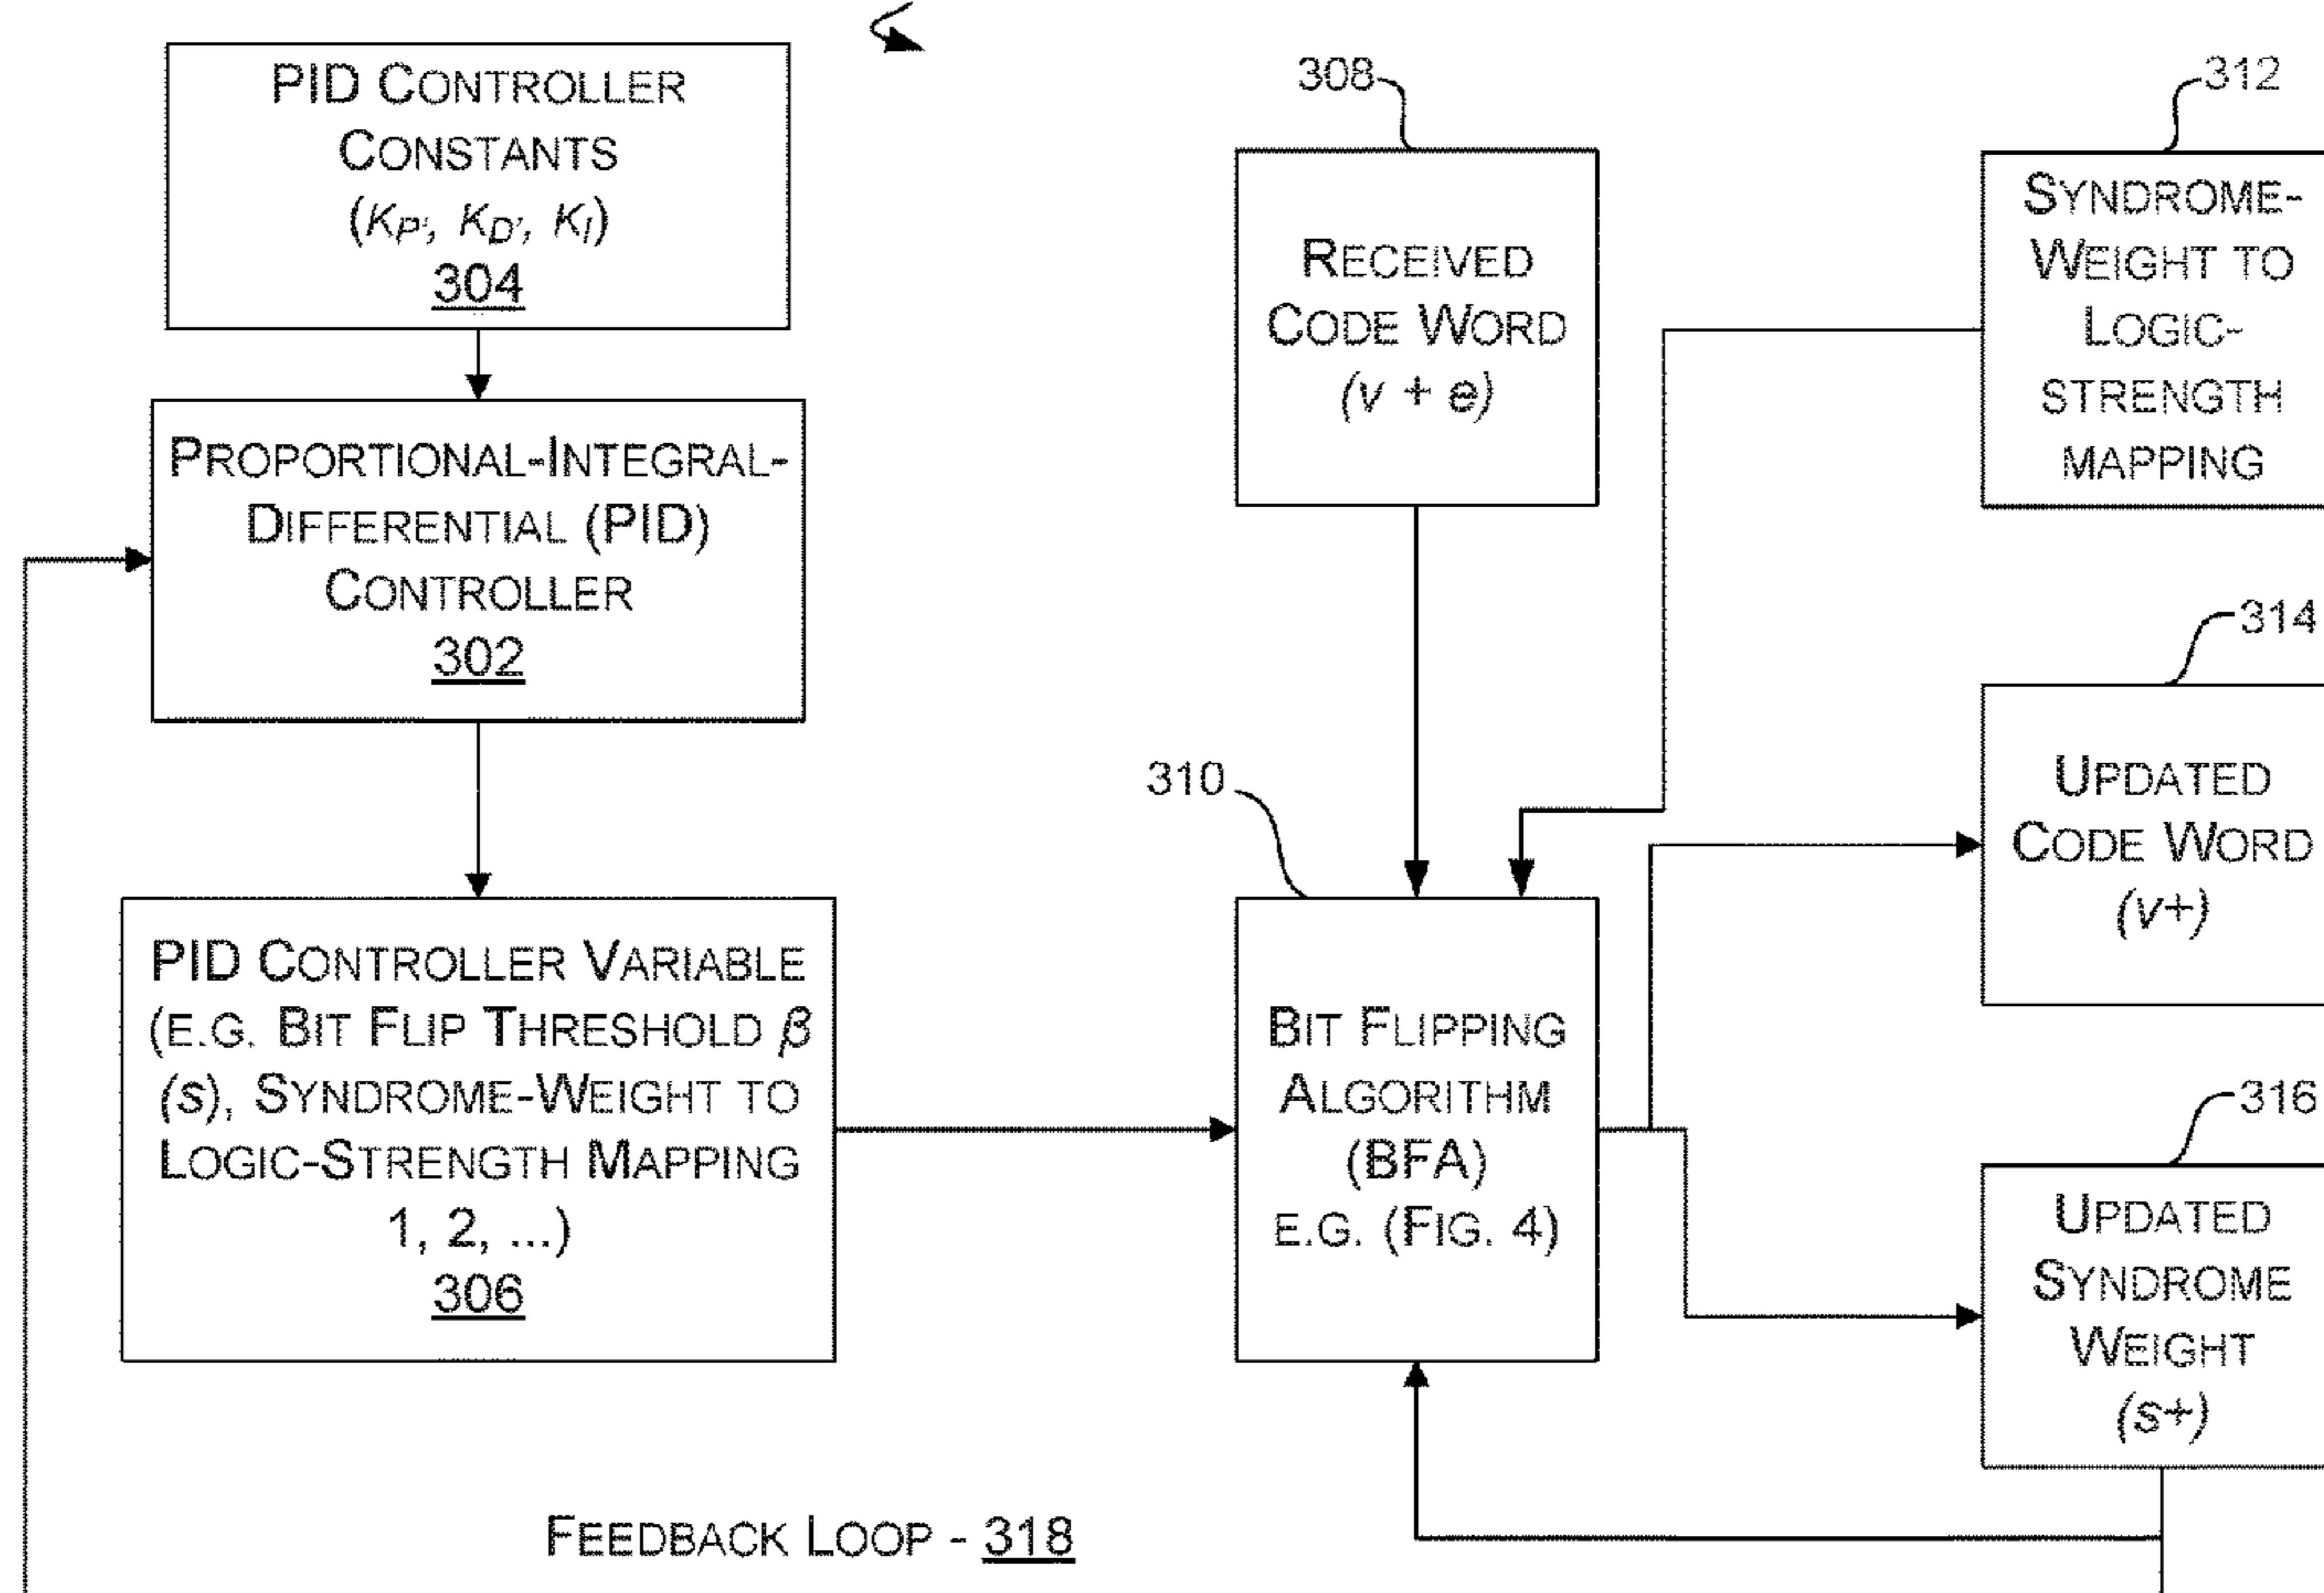 PID CONTROLLER
CONSTANTS
(KP, KD, KI)
304
PROPORTIONAL-INTEGRAL-
DIFFERENTIAL (PID)
CONTROLLER
302
PID CONTROLLER VARIABLE
(E.G. BIT FLIP THRESHOLD β
(s), SYNDROME-WEIGHT TO
LOGIC-STRENGTH MAPPING
1, 2, ...)
306
308
RECEIVED
CODE WORD
(v + e)
310
BIT FLIPPING
ALGORITHM
(BFA)
E.G. (FIG. 4)
312
SYNDROME-
WEIGHT TO
LOGIC-
STRENGTH
MAPPING
314
UPDATED
CODE WORD
(v+)
316
UPDATED
SYNDROME
WEIGHT
(s+)
FEEDBACK LOOP - 318